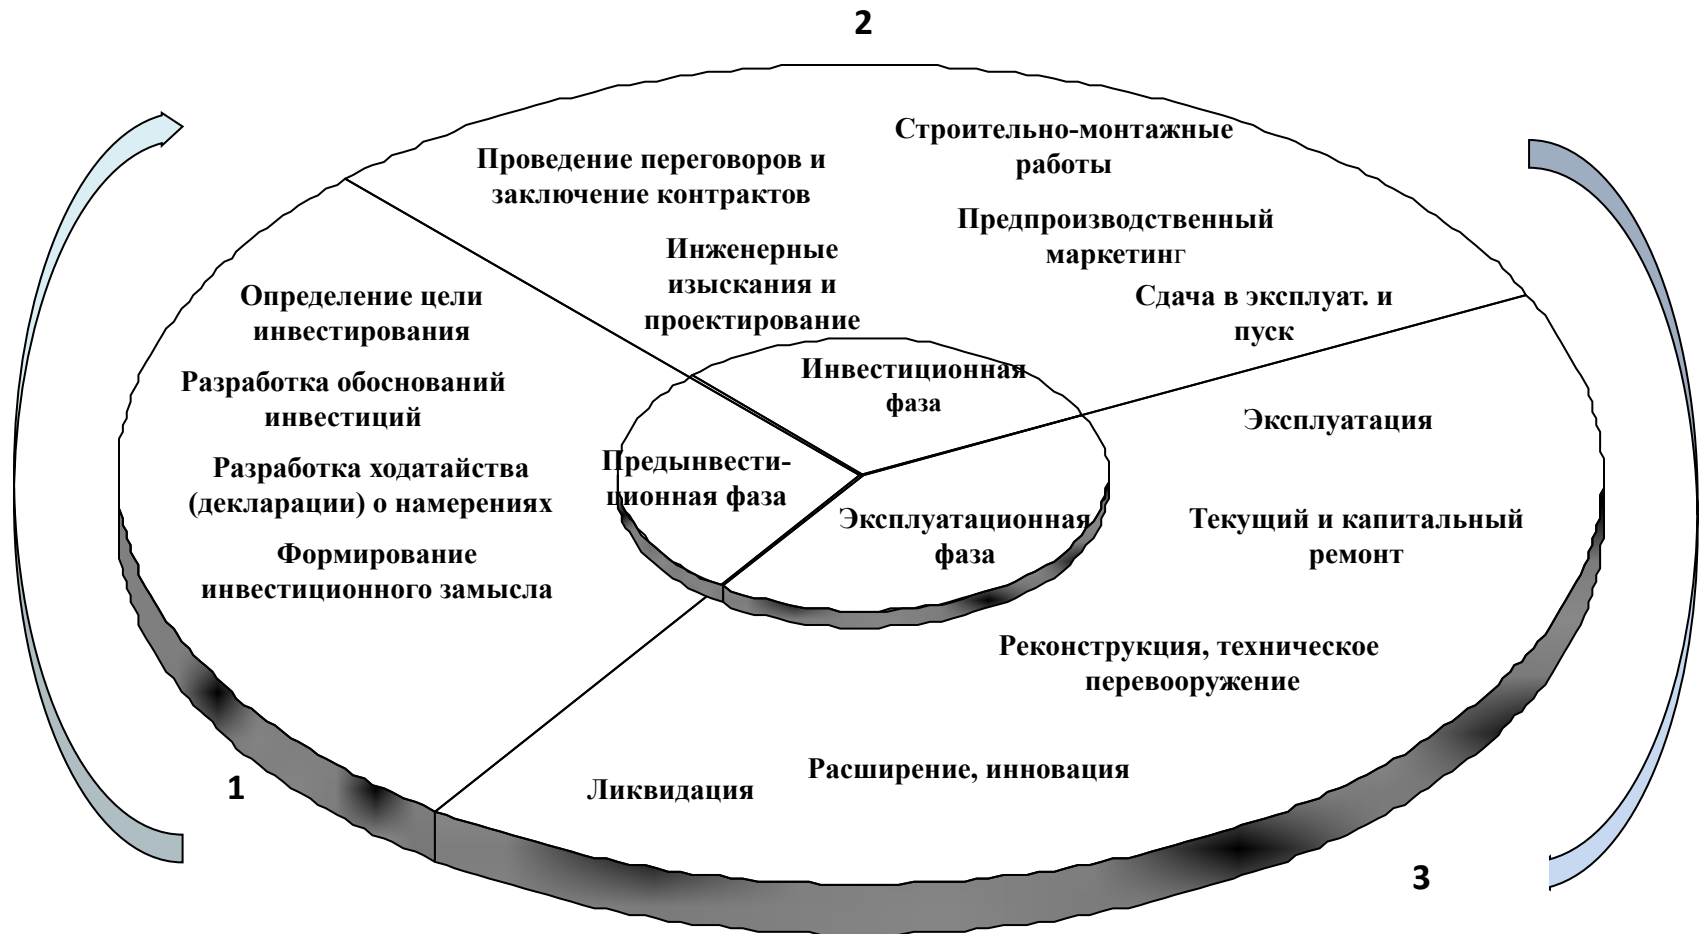 2
Строительно-монтажные
работы
Проведение переговоров и
заключение контрактов
Предпроизводственный
маркетинг
Инженерные
изыскания и
проектирование
Сдача в эксплуат. и
пуск
Определение цели
инвестирования
Разработка обоснований
инвестиций
Разработка ходатайства
(декларации) о намерениях
Формирование
инвестиционного замысла
Инвестиционная
фаза
Предынвести-
ционная фаза
Эксплуатационная
фаза
Эксплуатация
Текущий и капитальный
ремонт
Реконструкция, техническое
перевооружение
Расширение, инновация
Ликвидация
1
3